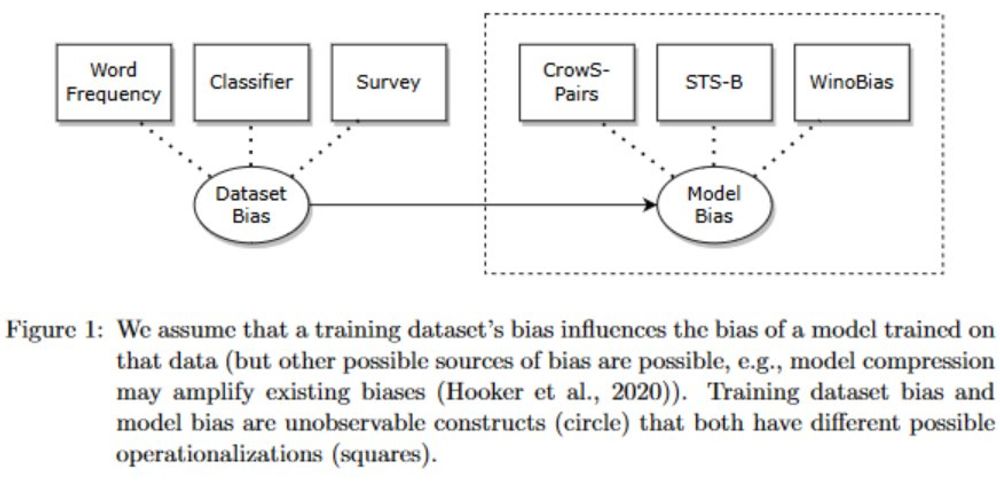 Word
Frequency
Classifier
Survey
CrowS-
Pairs
STS-B
WinoBias
Dataset
Bias
Model
Bias
Figure 1: We assume that a training dataset's bias influences the bias of a model trained on
that data (but other possible sources of bias are possible, e.g., model compression
may amplify existing biases (Hooker et al., 2020)). Training dataset bias and
model bias are unobservable constructs (circle) that both have different possible
operationalizations (squares).